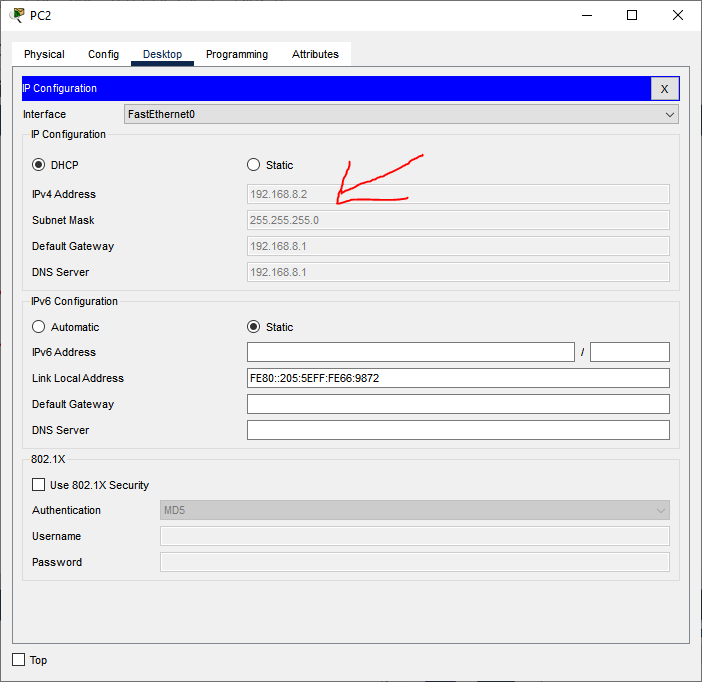 PC2
Physical Config Desktop Programming Attributes
IP Configuration X
Interface FastEthernet0
IP Configuration
DHCP Static
IPv4 Address 192.168.8.2
Subnet Mask 255.255.255.0
Default Gateway 192.168.8.1
DNS Server 192.168.8.1
IPv6 Configuration
Automatic Static
IPv6 Address /
Link Local Address FE80::205:5EFF:FE66:9872
Default Gateway
DNS Server
802.1X
Use 802.1X Security
Authentication MD5
Username
Password
Top